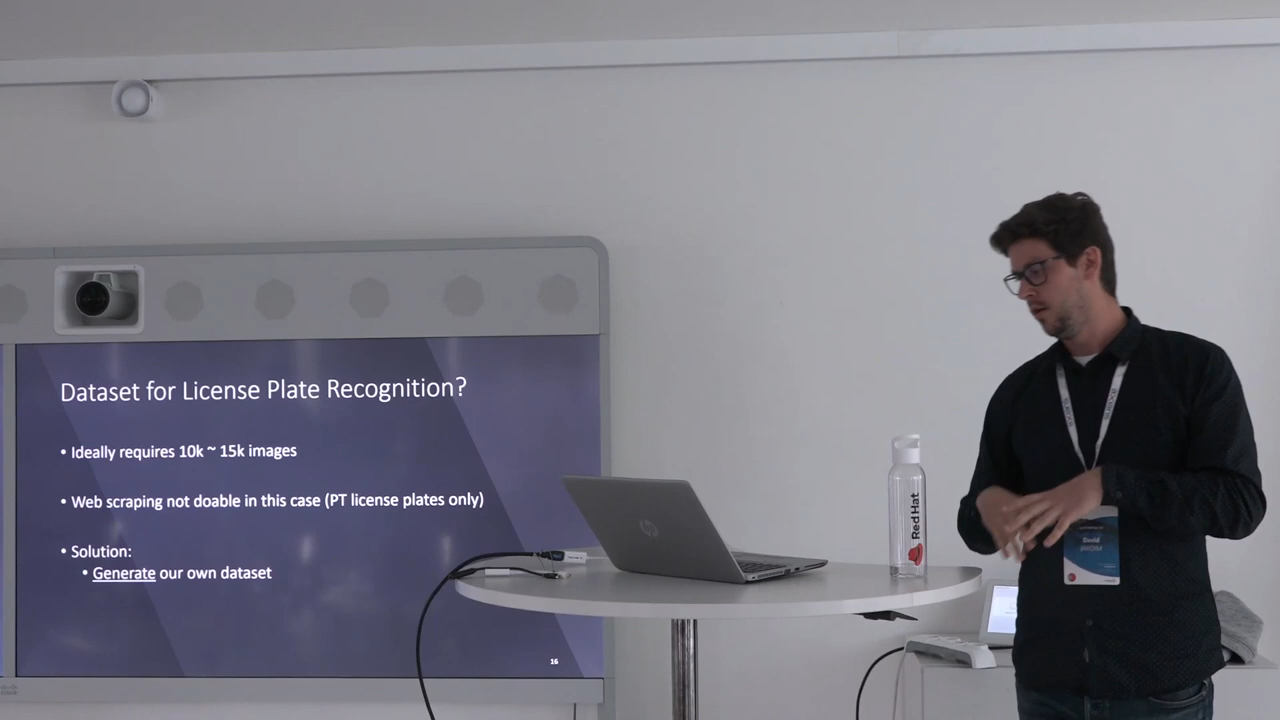 Dataset for License Plate Recognition?
• Ideally requires 10k ~ 15k images
• Web scraping not doable in this case (PT license plates only)
• Solution:
• Generate our own dataset
16
hp
Red Hat
David